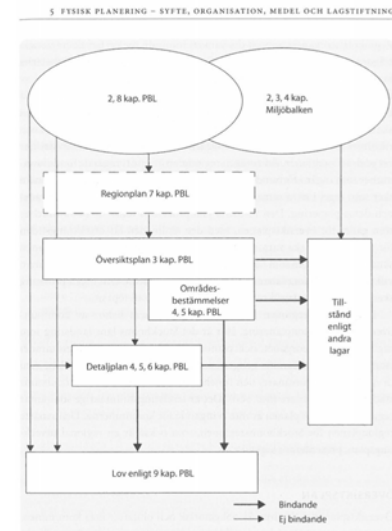 5 FYSISK PLANERING – SYFTE, ORGANISATION, MEDEL OCH LAGSTIFTNING
2, 8 kap. PBL
2, 3, 4 kap.
Miljöbalken
Regionplan 7 kap. PBL
Översiktsplan 3 kap. PBL
Områdes-
bestämmelser
4, 5 kap. PBL
Till-
stånd
enligt
andra
lagar
Detaljplan 4, 5, 6 kap. PBL
Lov enligt 9 kap. PBL
Bindande
Ej bindande